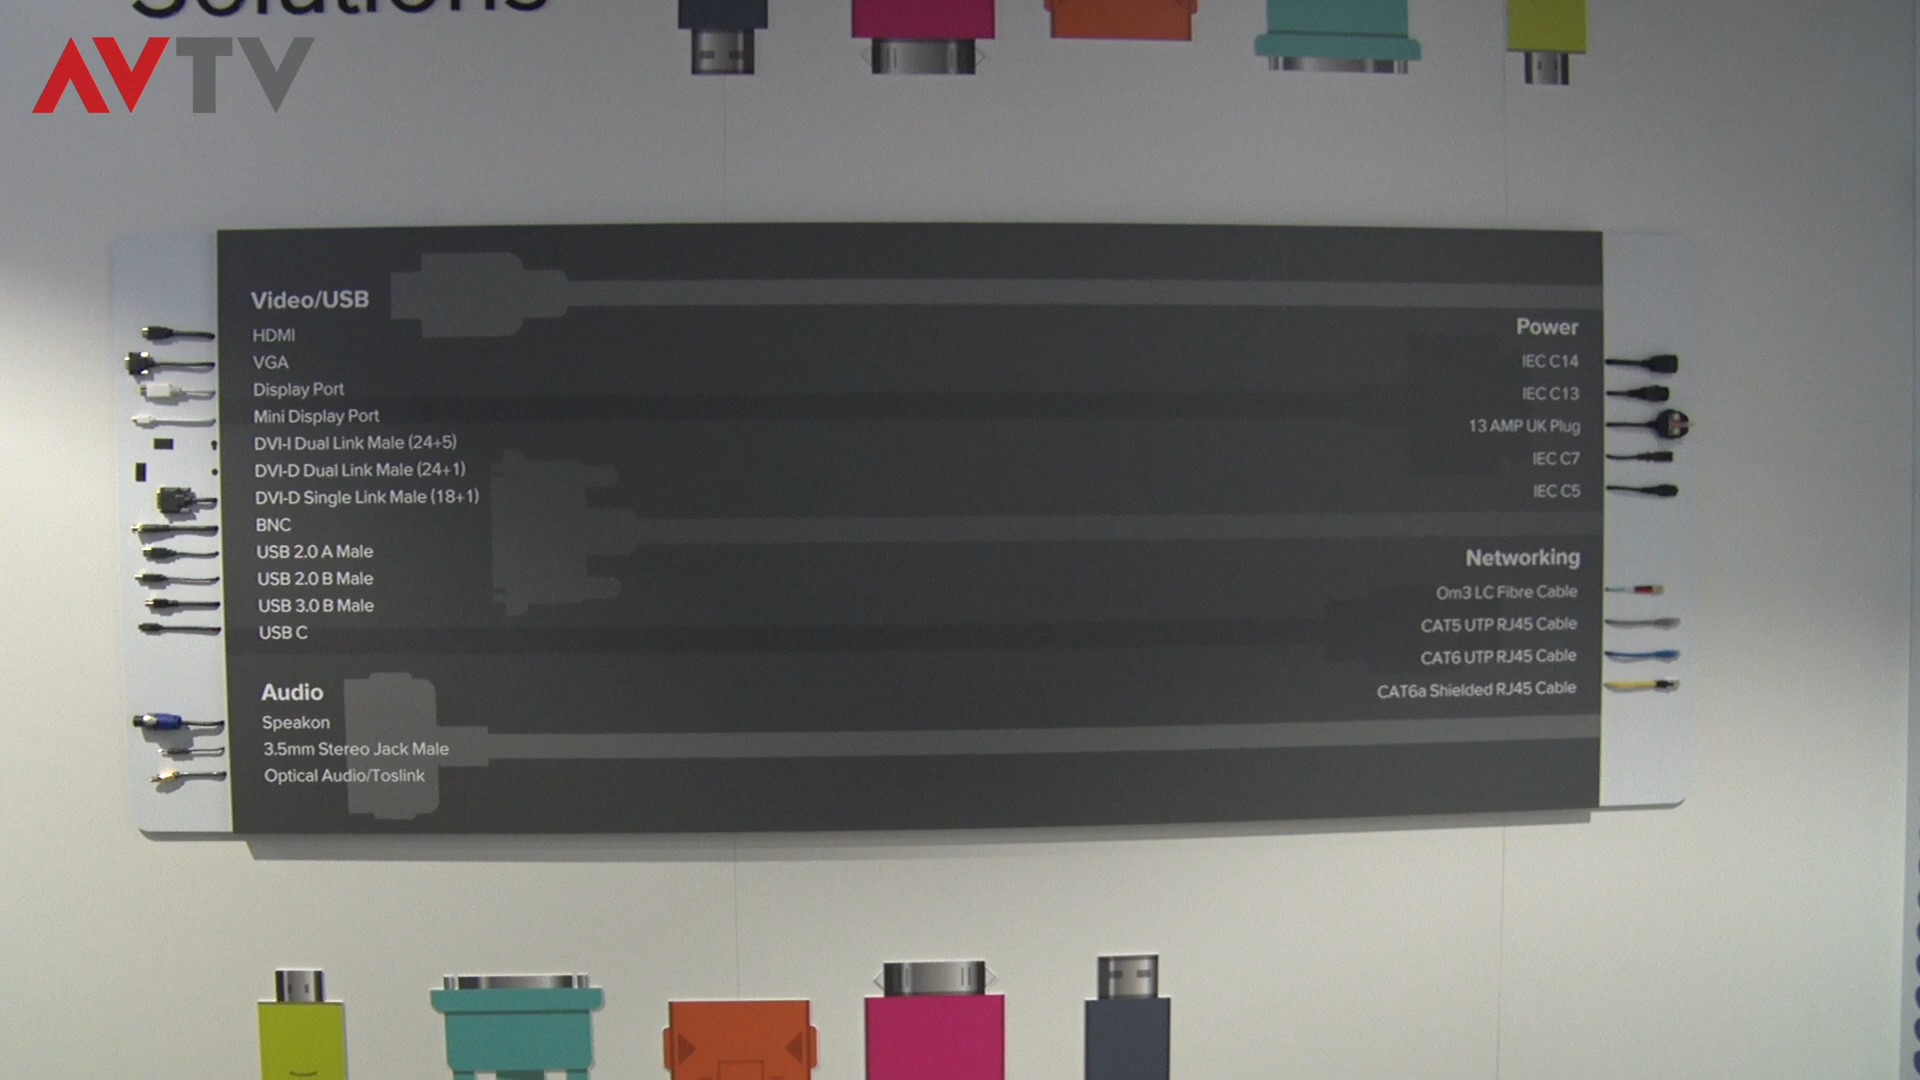 Solutions
AVTV
Video/USB
HDMI
VGA
Display Port
Mini Display Port
DVI-I Dual Link Male (24+5)
DVI-D Dual Link Male (24+1)
DVI-D Single Link Male (18+1)
BNC
USB 2.0 A Male
USB 2.0 B Male
USB 3.0 B Male
USB C
Audio
Speakon
3.5mm Stereo Jack Male
Optical Audio/Toslink
Power
IEC C14
IEC C13
13 AMP UK Plug
IEC C7
IEC C5
Networking
Om3 LC Fibre Cable
CAT5 UTP RJ45 Cable
CAT6 UTP RJ45 Cable
CAT6a Shielded RJ45 Cable